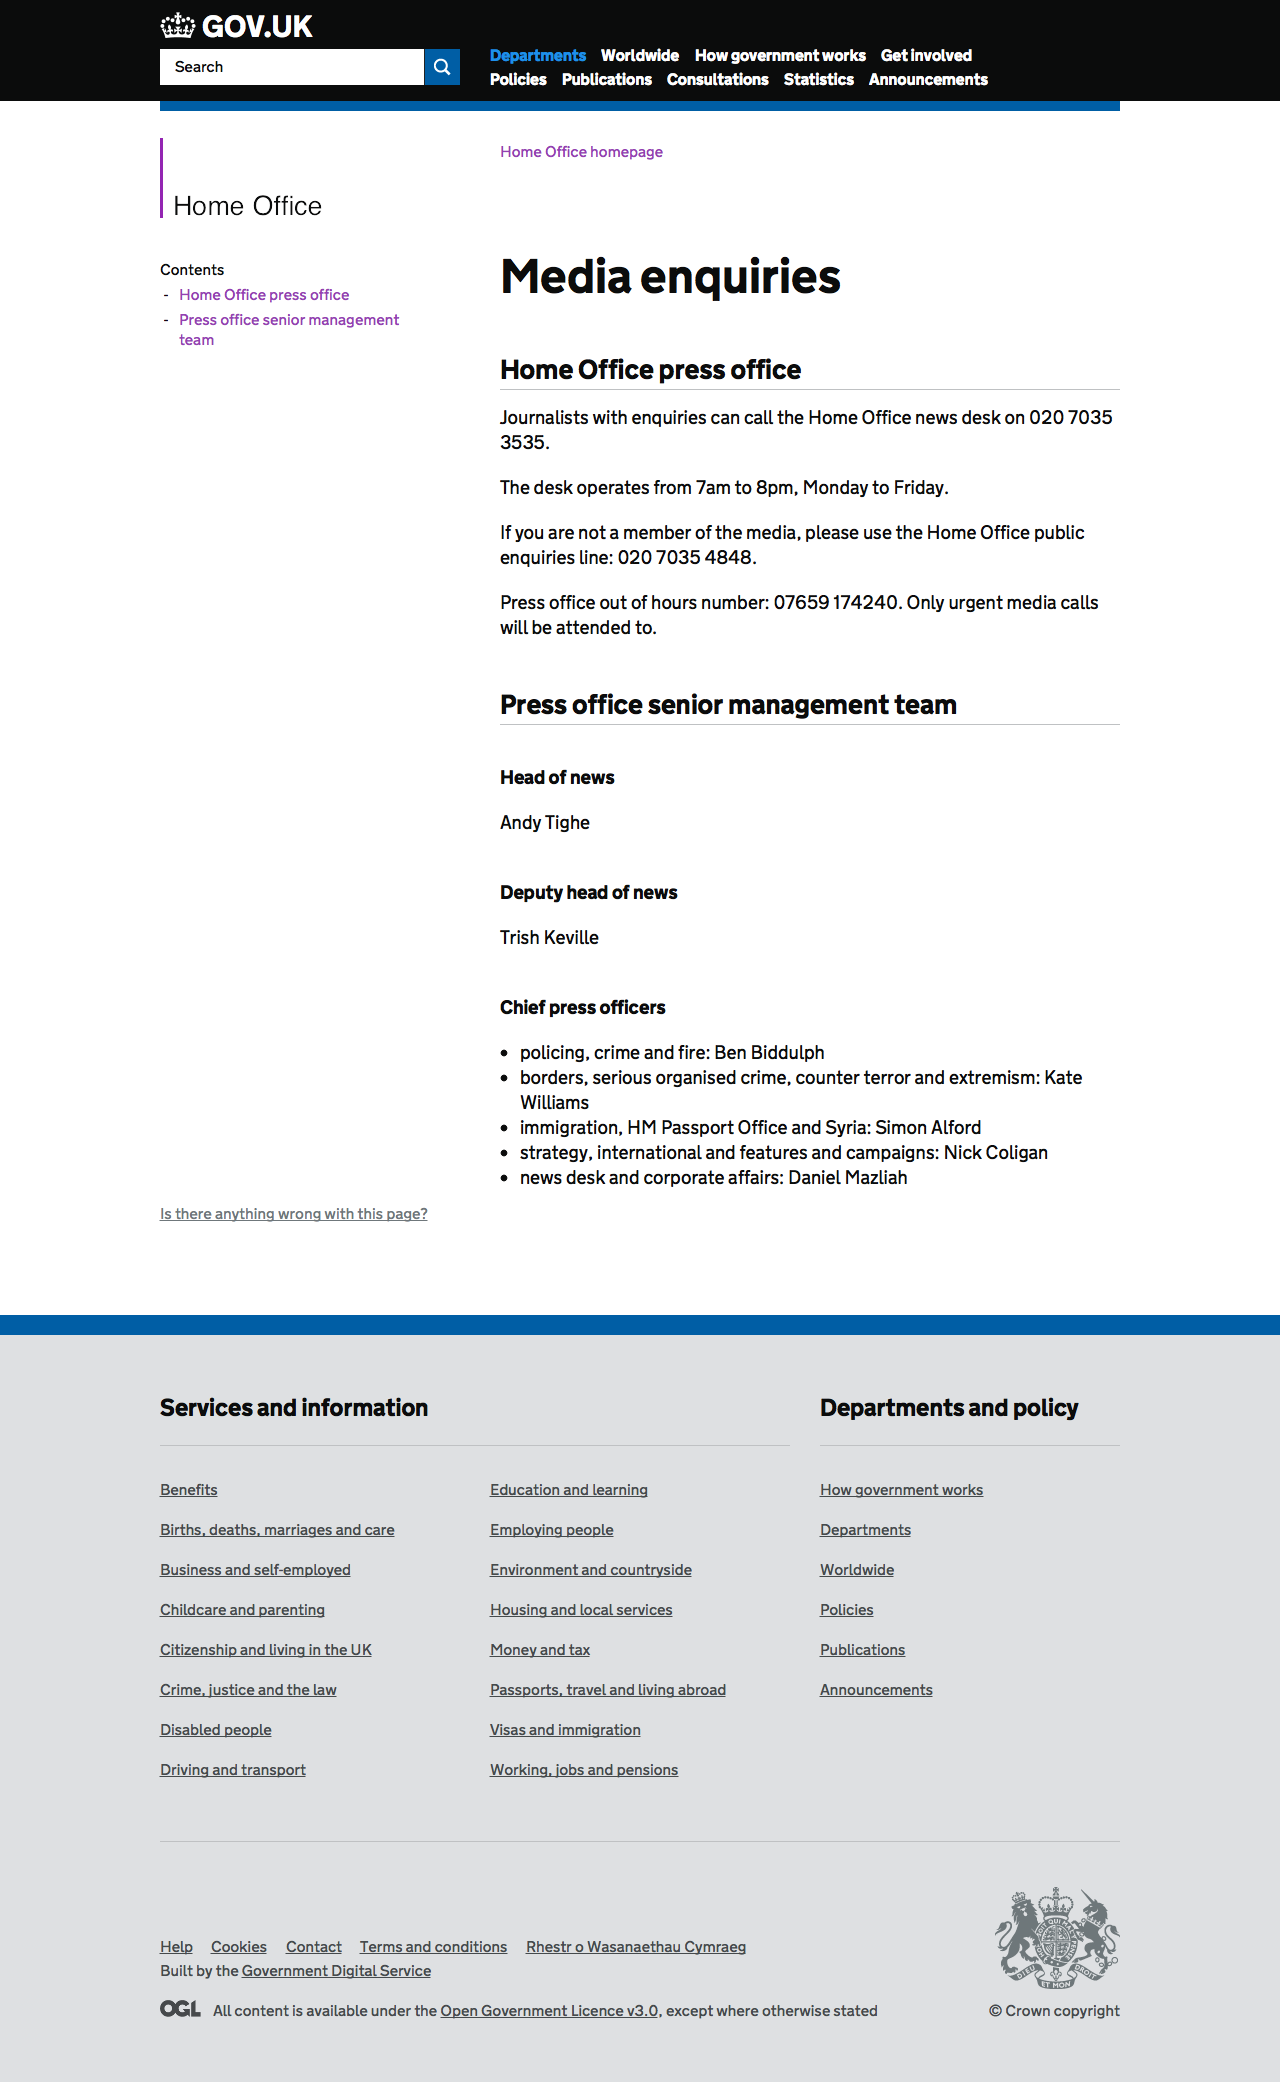 GOV.UK
Search
Departments Worldwide How government works Get involved
Policies Publications Consultations Statistics Announcements
Home Office homepage
Home Office
Contents
- Home Office press office
- Press office senior management
team
Media enquiries
Home Office press office
Journalists with enquiries can call the Home Office news desk on 020 7035
3535.
The desk operates from 7am to 8pm, Monday to Friday.
If you are not a member of the media, please use the Home Office public
enquiries line: 020 7035 4848.
Press office out of hours number: 07659 174240. Only urgent media calls
will be attended to.
Press office senior management team
Head of news
Andy Tighe
Deputy head of news
Trish Keville
Chief press officers
• policing, crime and fire: Ben Biddulph
• borders, serious organised crime, counter terror and extremism: Kate
Williams
• immigration, HM Passport Office and Syria: Simon Alford
• strategy, international and features and campaigns: Nick Coligan
• news desk and corporate affairs: Daniel Mazliah
Is there anything wrong with this page?
Services and information
Benefits
Births, deaths, marriages and care
Business and self-employed
Childcare and parenting
Citizenship and living in the UK
Crime, justice and the law
Disabled people
Driving and transport
Education and learning
Employing people
Environment and countryside
Housing and local services
Money and tax
Passports, travel and living abroad
Visas and immigration
Working, jobs and pensions
Departments and policy
How government works
Departments
Worldwide
Policies
Publications
Announcements
Help Cookies Contact Terms and conditions Rhestr o Wasanaethau Cymraeg
Built by the Government Digital Service
OGL All content is available under the Open Government Licence v3.0, except where otherwise stated
DIEU ET MON DROIT
© Crown copyright